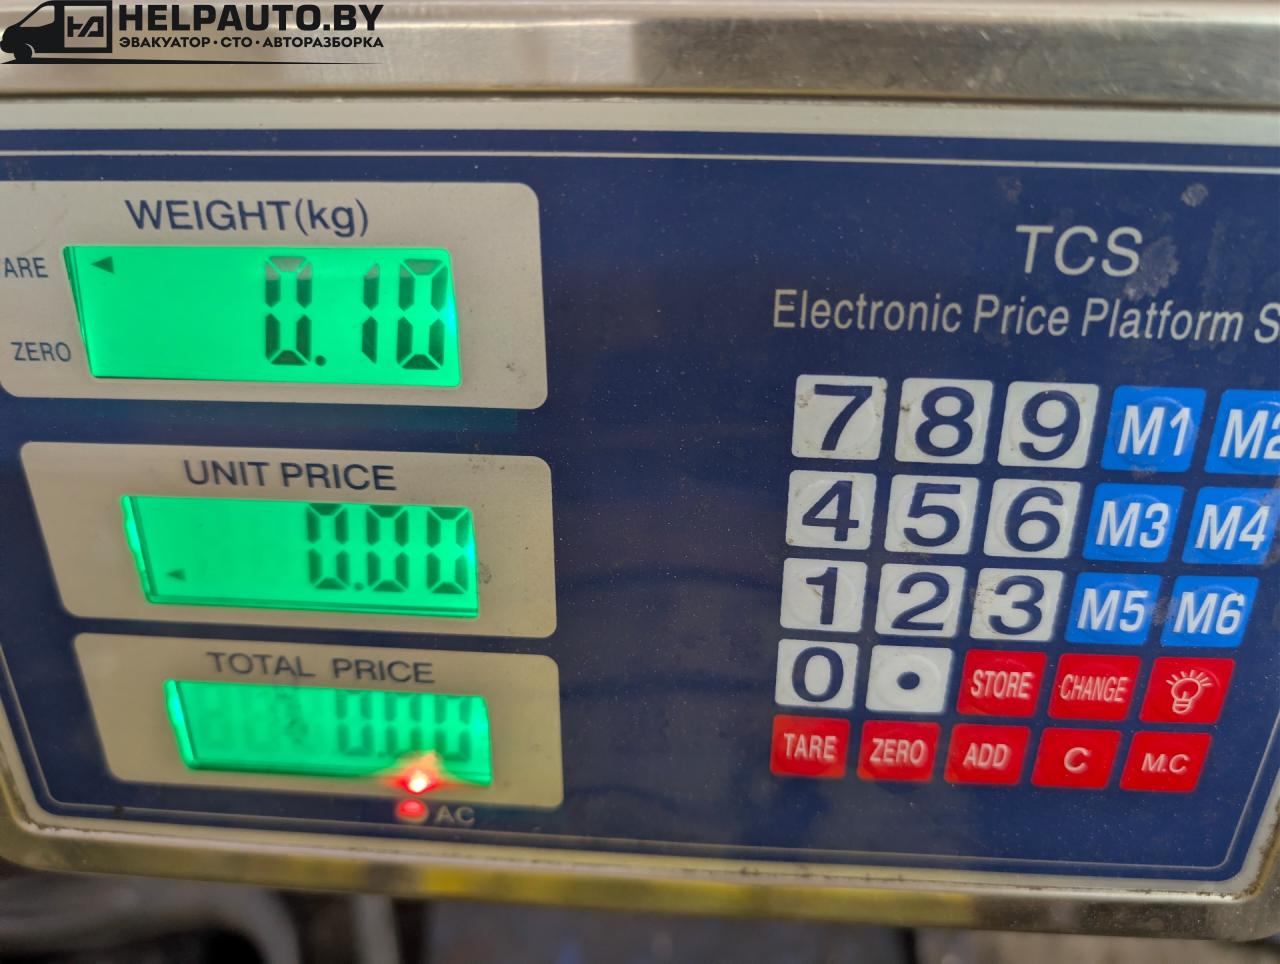 HELPAUTO.BY
ЭВАКУАТОР · СТО · АВТОРАЗБОРКА
WEIGHT(kg)
ARE
0.10
ZERO
UNIT PRICE
0.00
TOTAL PRICE
0.00
AC
TCS
Electronic Price Platform S
7 8 9 M1 M2
4 5 6 M3 M4
1 2 3 M5 M6
0 • STORE CHANGE
TARE ZERO ADD C M.C